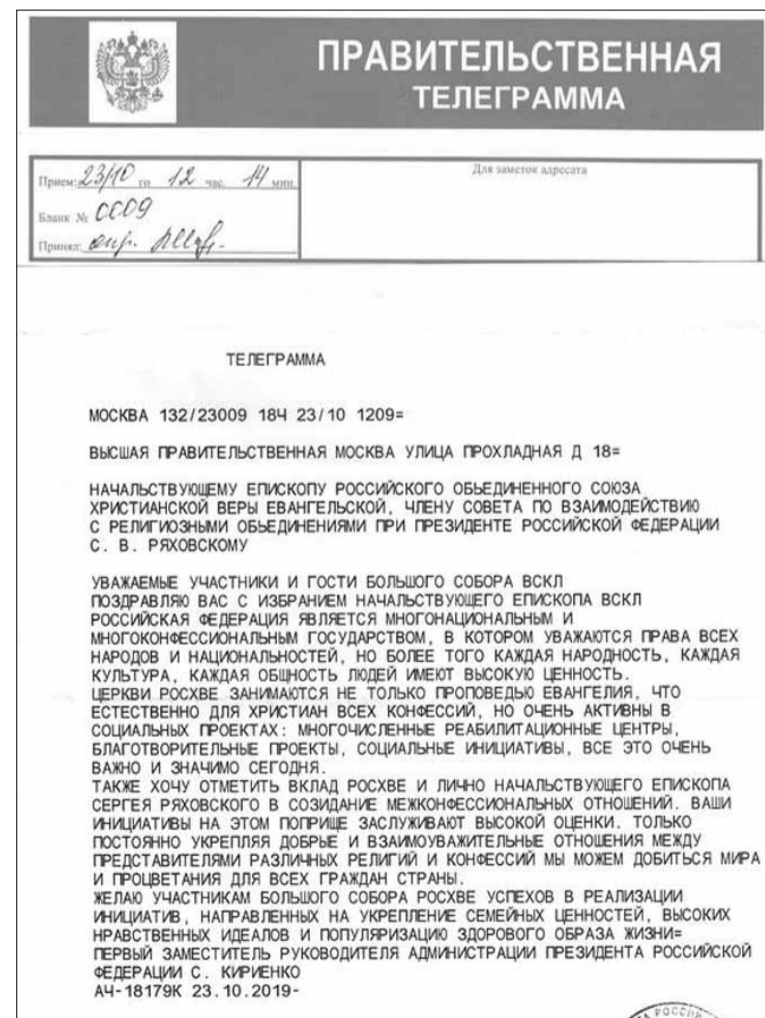 ПРАВИТЕЛЬСТВЕННАЯ
ТЕЛЕГРАММА
Прием: 23/10 го 12 час. 14 мин.
Бланк № 0009
Принял:
Для заметок адресата
ТЕЛЕГРАММА
МОСКВА 132/23009 18Ч 23/10 1209=
ВЫСШАЯ ПРАВИТЕЛЬСТВЕННАЯ МОСКВА УЛИЦА ПРОХЛАДНАЯ Д 18=
НАЧАЛЬСТВУЮЩЕМУ ЕПИСКОПУ РОССИЙСКОГО ОБЬЕДИНЕННОГО СОЮЗА
ХРИСТИАНСКОЙ ВЕРЫ ЕВАНГЕЛЬСКОЙ, ЧЛЕНУ СОВЕТА ПО ВЗАИМОДЕЙСТВИЮ
С РЕЛИГИОЗНЫМИ ОБЬЕДИНЕНИЯМИ ПРИ ПРЕЗИДЕНТЕ РОССИЙСКОЙ ФЕДЕРАЦИИ
С. В. РЯХОВСКОМУ
УВАЖАЕМЫЕ УЧАСТНИКИ И ГОСТИ БОЛЬШОГО СОБОРА ВСКЛ
ПОЗДРАВЛЯЮ ВАС С ИЗБРАНИЕМ НАЧАЛЬСТВУЮЩЕГО ЕПИСКОПА ВСКЛ
РОССИЙСКАЯ ФЕДЕРАЦИЯ ЯВЛЯЕТСЯ МНОГОНАЦИОНАЛЬНЫМ И
МНОГОКОНФЕССИОНАЛЬНЫМ ГОСУДАРСТВОМ, В КОТОРОМ УВАЖАЮТСЯ ПРАВА ВСЕХ
НАРОДОВ И НАЦИОНАЛЬНОСТЕЙ, НО БОЛЕЕ ТОГО КАЖДАЯ НАРОДНОСТЬ, КАЖДАЯ
КУЛЬТУРА, КАЖДАЯ ОБЩНОСТЬ ЛЮДЕЙ ИМЕЮТ ВЫСОКУЮ ЦЕННОСТЬ.
ЦЕРКВИ РОСХВЕ ЗАНИМАЮТСЯ НЕ ТОЛЬКО ПРОПОВЕДЬЮ ЕВАНГЕЛИЯ, ЧТО
ЕСТЕСТВЕННО ДЛЯ ХРИСТИАН ВСЕХ КОНФЕССИЙ, НО ОЧЕНЬ АКТИВНЫ В
СОЦИАЛЬНЫХ ПРОЕКТАХ: МНОГОЧИСЛЕННЫЕ РЕАБИЛИТАЦИОННЫЕ ЦЕНТРЫ,
БЛАГОТВОРИТЕЛЬНЫЕ ПРОЕКТЫ, СОЦИАЛЬНЫЕ ИНИЦИАТИВЫ, ВСЕ ЭТО ОЧЕНЬ
ВАЖНО И ЗНАЧИМО СЕГОДНЯ.
ТАКЖЕ ХОЧУ ОТМЕТИТЬ ВКЛАД РОСХВЕ И ЛИЧНО НАЧАЛЬСТВУЮЩЕГО ЕПИСКОПА
СЕРГЕЯ РЯХОВСКОГО В СОЗИДАНИЕ МЕЖКОНФЕССИОНАЛЬНЫХ ОТНОШЕНИЙ. ВАШИ
ИНИЦИАТИВЫ НА ЭТОМ ПОПРИЩЕ ЗАСЛУЖИВАЮТ ВЫСОКОЙ ОЦЕНКИ. ТОЛЬКО
ПОСТОЯННО УКРЕПЛЯЯ ДОБРЫЕ И ВЗАИМОУВАЖИТЕЛЬНЫЕ ОТНОШЕНИЯ МЕЖДУ
ПРЕДСТАВИТЕЛЯМИ РАЗЛИЧНЫХ РЕЛИГИЙ И КОНФЕССИЙ МЫ МОЖЕМ ДОБИТЬСЯ МИРА
И ПРОЦВЕТАНИЯ ДЛЯ ВСЕХ ГРАЖДАН СТРАНЫ.
ЖЕЛАЮ УЧАСТНИКАМ БОЛЬШОГО СОБОРА РОСХВЕ УСПЕХОВ В РЕАЛИЗАЦИИ
ИНИЦИАТИВ, НАПРАВЛЕННЫХ НА УКРЕПЛЕНИЕ СЕМЕЙНЫХ ЦЕННОСТЕЙ, ВЫСОКИХ
НРАВСТВЕННЫХ ИДЕАЛОВ И ПОПУЛЯРИЗАЦИЮ ЗДОРОВОГО ОБРАЗА ЖИЗНИ=
ПЕРВЫЙ ЗАМЕСТИТЕЛЬ РУКОВОДИТЕЛЯ АДМИНИСТРАЦИИ ПРЕЗИДЕНТА РОССИЙСКОЙ
ФЕДЕРАЦИИ С. КИРИЕНКО
АЧ-18179К 23.10.2019-